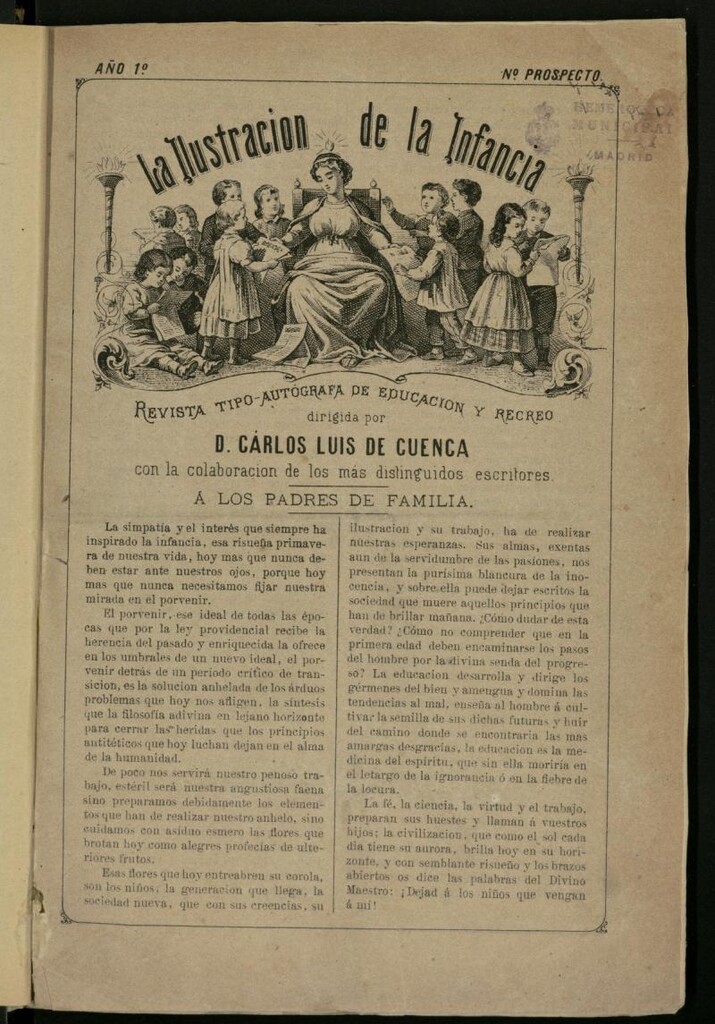 AÑO 1º
Nº PROSPECTO
HEMEROTECA
MUNICIPAL
MADRID
La Ilustracion de la Infancia
REVISTA TIPO-AUTÓGRAFA DE EDUCACION Y RECREO
dirigida por
D. CÁRLOS LUIS DE CUENCA
con la colaboracion de los más distinguidos escritores.
Á LOS PADRES DE FAMILIA.
La simpatía y el interés que siempre ha
inspirado la infancia, esa risueña primave-
ra de nuestra vida, hoy mas que nunca de-
ben estar ante nuestros ojos, porque hoy
mas que nunca necesitamos fijar nuestra
mirada en el porvenir.
El porvenir, ese ideal de todas las épo-
cas que por la ley providencial recibe la
herencia del pasado y enriquecida la ofrece
en los umbrales de un nuevo ideal, el por-
venir detrás de un período crítico de tran-
sicion, es la solucion anhelada de los árduos
problemas que hoy nos afligen, la síntesis
que la filosofía adivina en lejano horizonte
para cerrar las heridas que los principios
antitéticos que hoy luchan dejan en el alma
de la humanidad.
De poco nos servirá nuestro penoso tra-
bajo, estéril será nuestra angustiosa faena
sino preparamos debidamente los elemen-
tos que han de realizar nuestro anhelo, sino
cuidamos con asíduo esmero las flores que
brotan hoy como alegres profecías de ulte-
riores frutos.
Esas flores que hoy entreabren su corola,
son los niños, la generacion que llega, la
sociedad nueva, que con sus creencias, su
ilustracion y su trabajo, ha de realizar
nuestras esperanzas. Sus almas, exentas
aun de la servidumbre de las pasiones, nos
presentan la purísima blancura de la ino-
cencia, y sobre ella puede dejar escritos la
sociedad que muere aquellos principios que
han de brillar mañana. ¿Cómo dudar de esta
verdad? ¿Cómo no comprender que en la
primera edad deben encaminarse los pasos
del hombre por la divina senda del progre-
so? La educacion desarrolla y dirige los
gérmenes del bien y amengua y domina las
tendencias al mal, enseña al hombre á cul-
tivar la semilla de sus dichas futuras y huir
del camino donde se encontraria las mas
amargas desgracias, la educacion es la me-
dicina del espíritu, que sin ella moriria en
el letargo de la ignorancia ó en la fiebre de
la locura.
La fé, la ciencia, la virtud y el trabajo,
preparan sus huestes y llaman á vuestros
hijos; la civilizacion, que como el sol cada
dia tiene su aurora, brilla hoy en su hori-
zonte, y con semblante risueño y los brazos
abiertos os dice las palabras del Divino
Maestro: ¡Dejad á los niños que vengan
á mí!